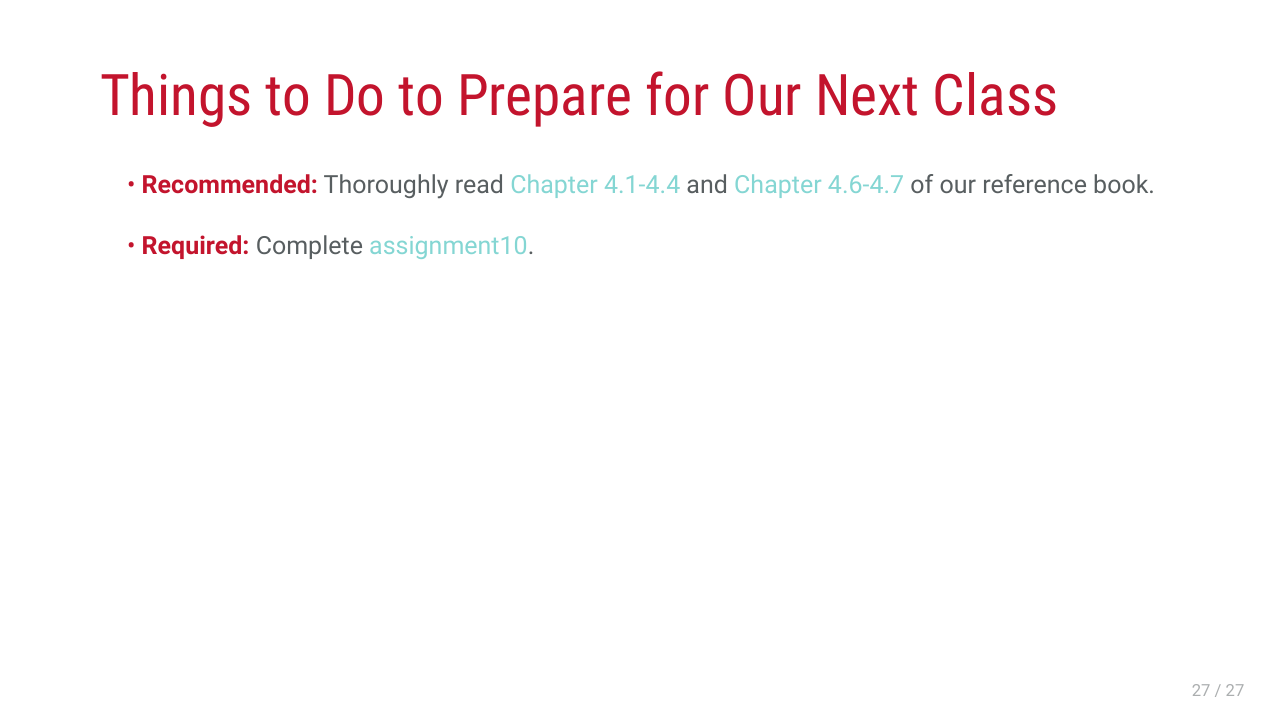 Things to Do to Prepare for Our Next Class
• Recommended: Thoroughly read Chapter 4.1-4.4 and Chapter 4.6-4.7 of our reference book.
• Required: Complete assignment10.
27 / 27